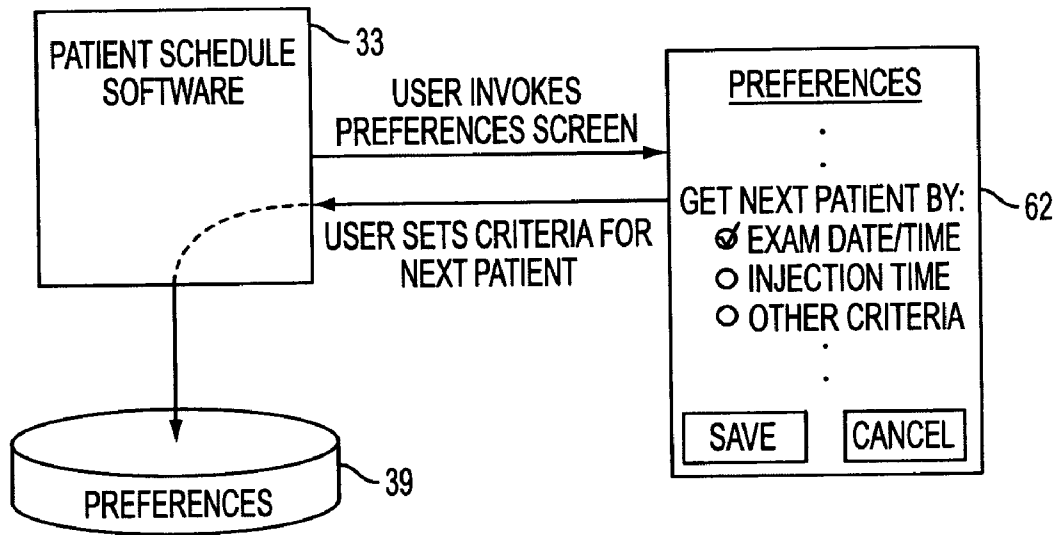 PATIENT SCHEDULE
SOFTWARE
33
USER INVOKES
PREFERENCES SCREEN
USER SETS CRITERIA FOR
NEXT PATIENT
PREFERENCES
GET NEXT PATIENT BY:
EXAM DATE/TIME
INJECTION TIME
OTHER CRITERIA
SAVE
CANCEL
62
PREFERENCES
39